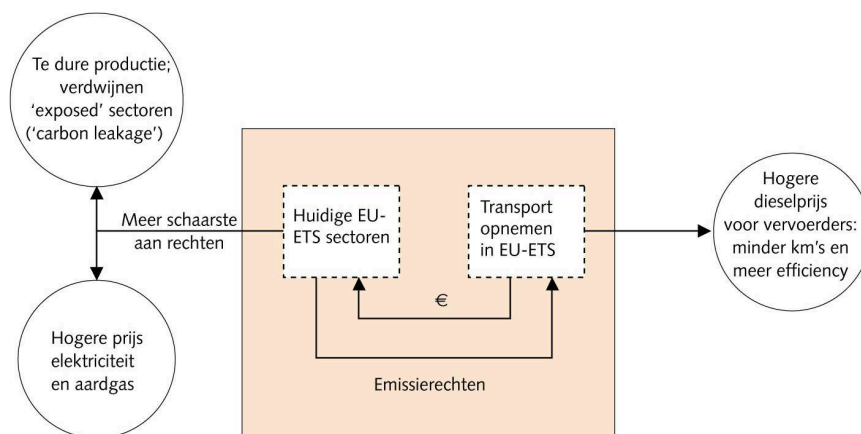 Te dure productie;
verdwijnen
'exposed' sectoren
('carbon leakage')
Meer schaarste
aan rechten
Hogere prijs
elektriciteit
en aardgas
Huidige EU-
ETS sectoren
Transport
opnemen
in EU-ETS
€
Emissierechten
Hogere
dieselprijs
voor vervoerders:
minder km's en
meer efficiency